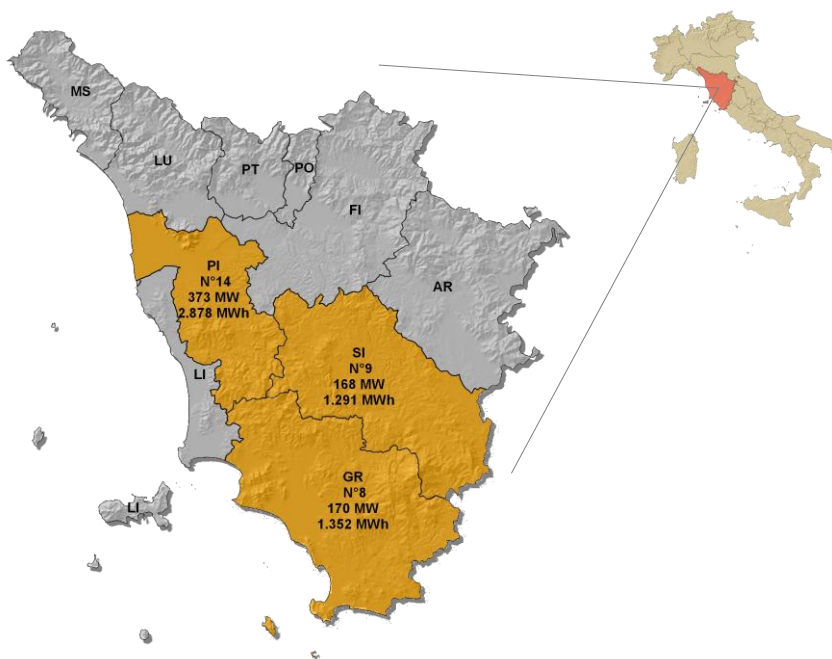 MS
LU
PT
PO
FI
PI
N°14
373 MW
2.878 MWh
AR
SI
N°9
168 MW
1.291 MWh
LI
GR
N°8
170 MW
1.352 MWh
LI